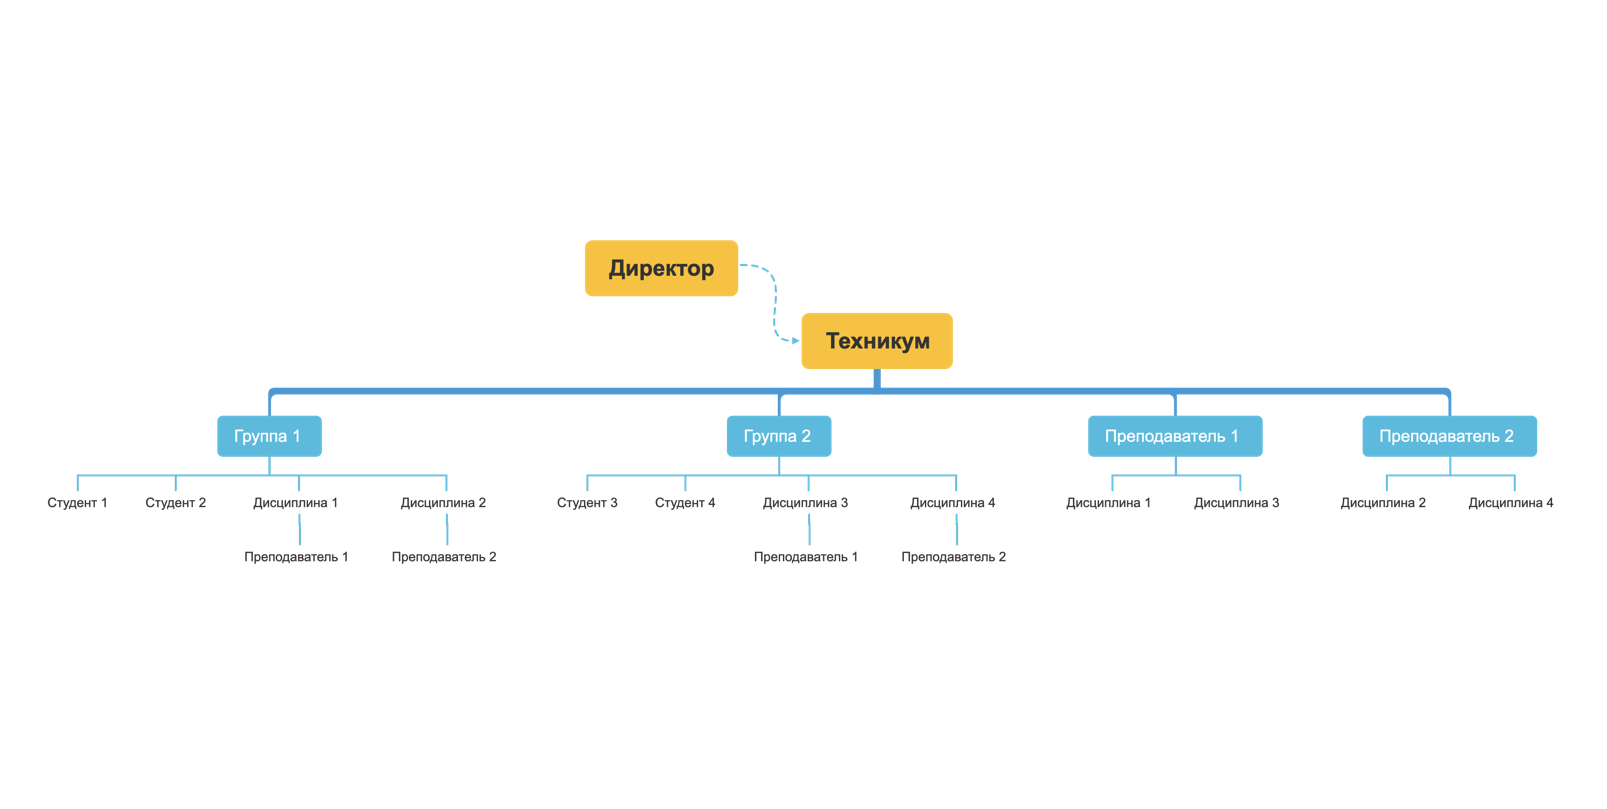 Директор
Техникум
Группа 1
Группа 2
Преподаватель 1
Преподаватель 2
Студент 1
Студент 2
Дисциплина 1
Дисциплина 2
Студент 3
Студент 4
Дисциплина 3
Дисциплина 4
Дисциплина 1
Дисциплина 3
Дисциплина 2
Дисциплина 4
Преподаватель 1
Преподаватель 2
Преподаватель 1
Преподаватель 2